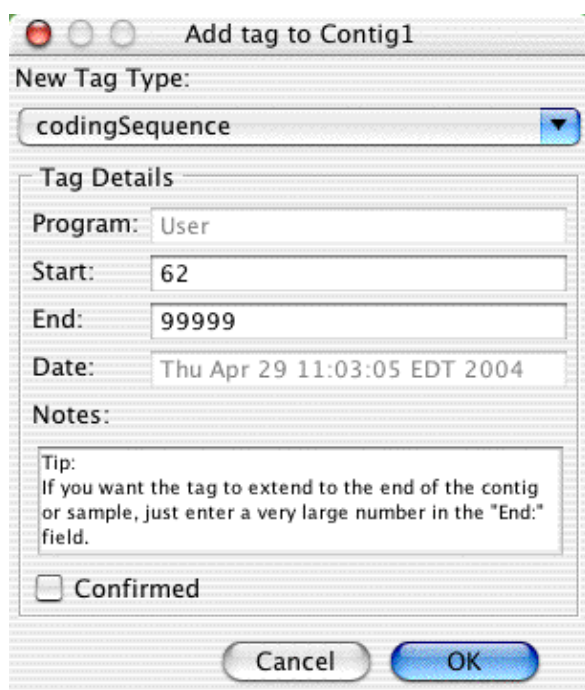 Add tag to Contig1
New Tag Type:
codingSequence
Tag Details
Program: User
Start: 62
End: 99999
Date: Thu Apr 29 11:03:05 EDT 2004
Notes:
Tip:
If you want the tag to extend to the end of the contig
or sample, just enter a very large number in the "End:"
field.
Confirmed
Cancel OK